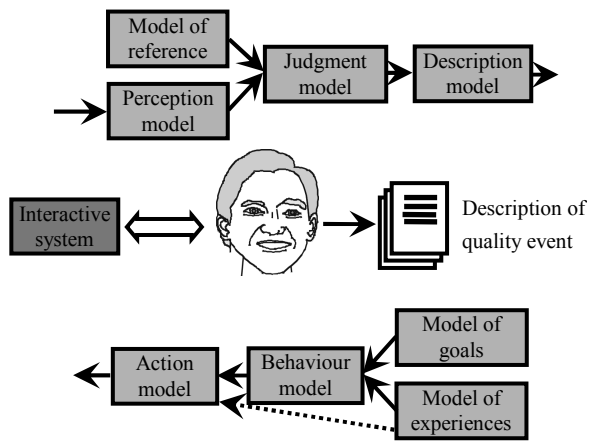 Model of
reference
Perception
model
Judgment
model
Description
model
Interactive
system
Description of
quality event
Action
model
Behaviour
model
Model of
goals
Model of
experiences